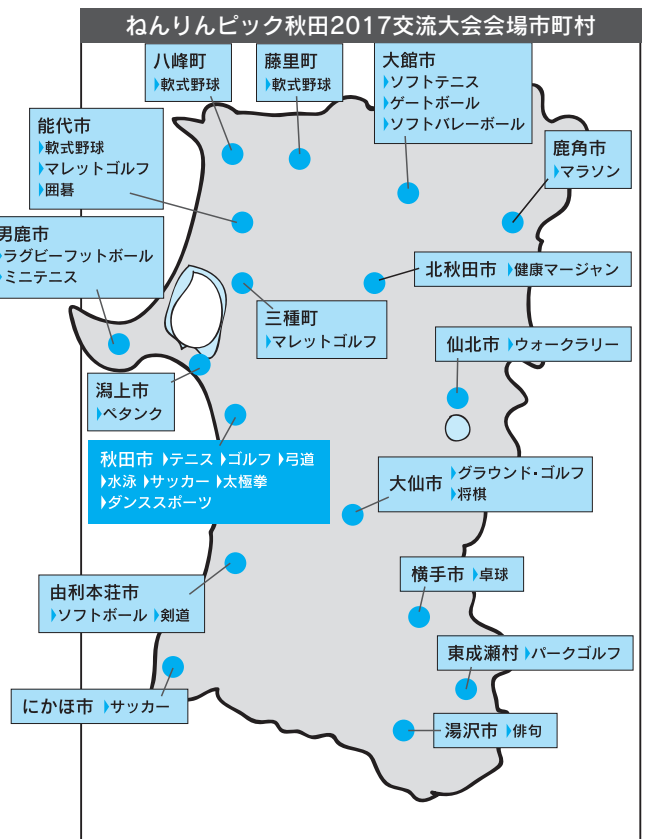 ねんりんピック秋田2017交流大会会場市町村
八峰町
軟式野球
藤里町
軟式野球
大館市
ソフトテニス
ゲートボール
ソフトバレーボール
能代市
軟式野球
マレットゴルフ
囲碁
鹿角市
マラソン
男鹿市
ラグビーフットボール
ミニテニス
北秋田市 健康マージャン
三種町
マレットゴルフ
仙北市 ウォークラリー
潟上市
ペタンク
秋田市 テニス ゴルフ 弓道
水泳 サッカー 太極拳
ダンススポーツ
大仙市 グラウンド・ゴルフ
将棋
横手市 卓球
由利本荘市
ソフトボール 剣道
東成瀬村 パークゴルフ
にかほ市 サッカー
湯沢市 俳句